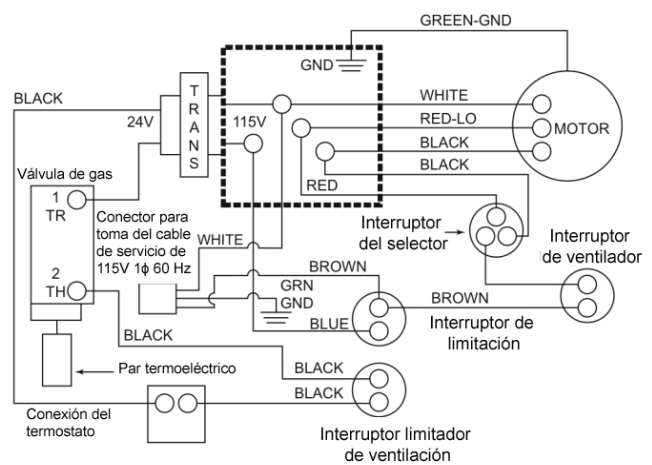 GREEN-GND
GND
BLACK
24V
TRANS
115V
WHITE
RED-LO
BLACK
MOTOR
BLACK
RED
Válvula de gas
1
TR
2
TH
Conector para
toma del cable
de servicio de
115V 1ϕ 60 Hz
WHITE
Interruptor
del selector
Interruptor
de ventilador
BROWN
GRN
GND
BROWN
BLUE
Interruptor de
limitación
BLACK
Par termoeléctrico
BLACK
BLACK
Conexión del
termostato
Interruptor limitador
de ventilación